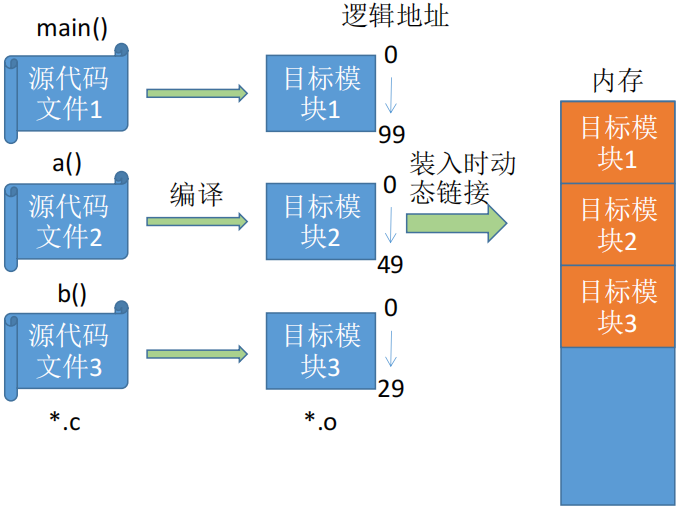 逻辑地址
main()
0
源代码
文件1
目标模
块1
99
a()
0
源代码
文件2
编译
目标模
块2
49
装入时动
态链接
b()
0
源代码
文件3
目标模
块3
29
*.c
*.o
内存
目标模
块1
目标模
块2
目标模
块3